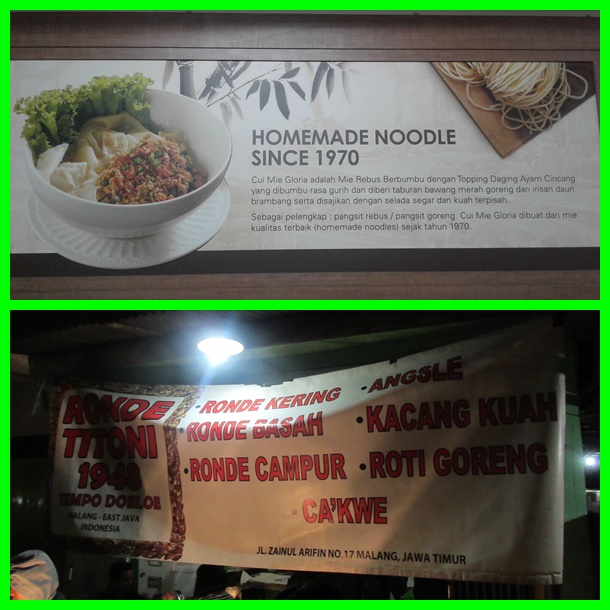 HOMEMADE NOODLE
SINCE 1970
Cui Mie Gloria adalah Mie Rebus Berbumbu dengan Topping Daging Ayam Cincang
yang dibumbu rasa gurih dan diberi taburan bawang merah goreng dan irisan daun
brambang serta disajikan dengan selada segar dan kuah terpisah.
Sebagai pelengkap : pangsit rebus / pangsit goreng. Cui Mie Gloria dibuat dari mie
kualitas terbaik (homemade noodles) sejak tahun 1970.
RONDE
TITONI
1948
TEMPO DOELOE
MALANG - EAST JAVA
INDONESIA
•RONDE KERING
•RONDE BASAH
•RONDE CAMPUR
•ANGSLE
•KACANG KUAH
•ROTI GORENG
•CA'KWE
JL. ZAINUL ARIFIN NO.17 MALANG, JAWA TIMUR